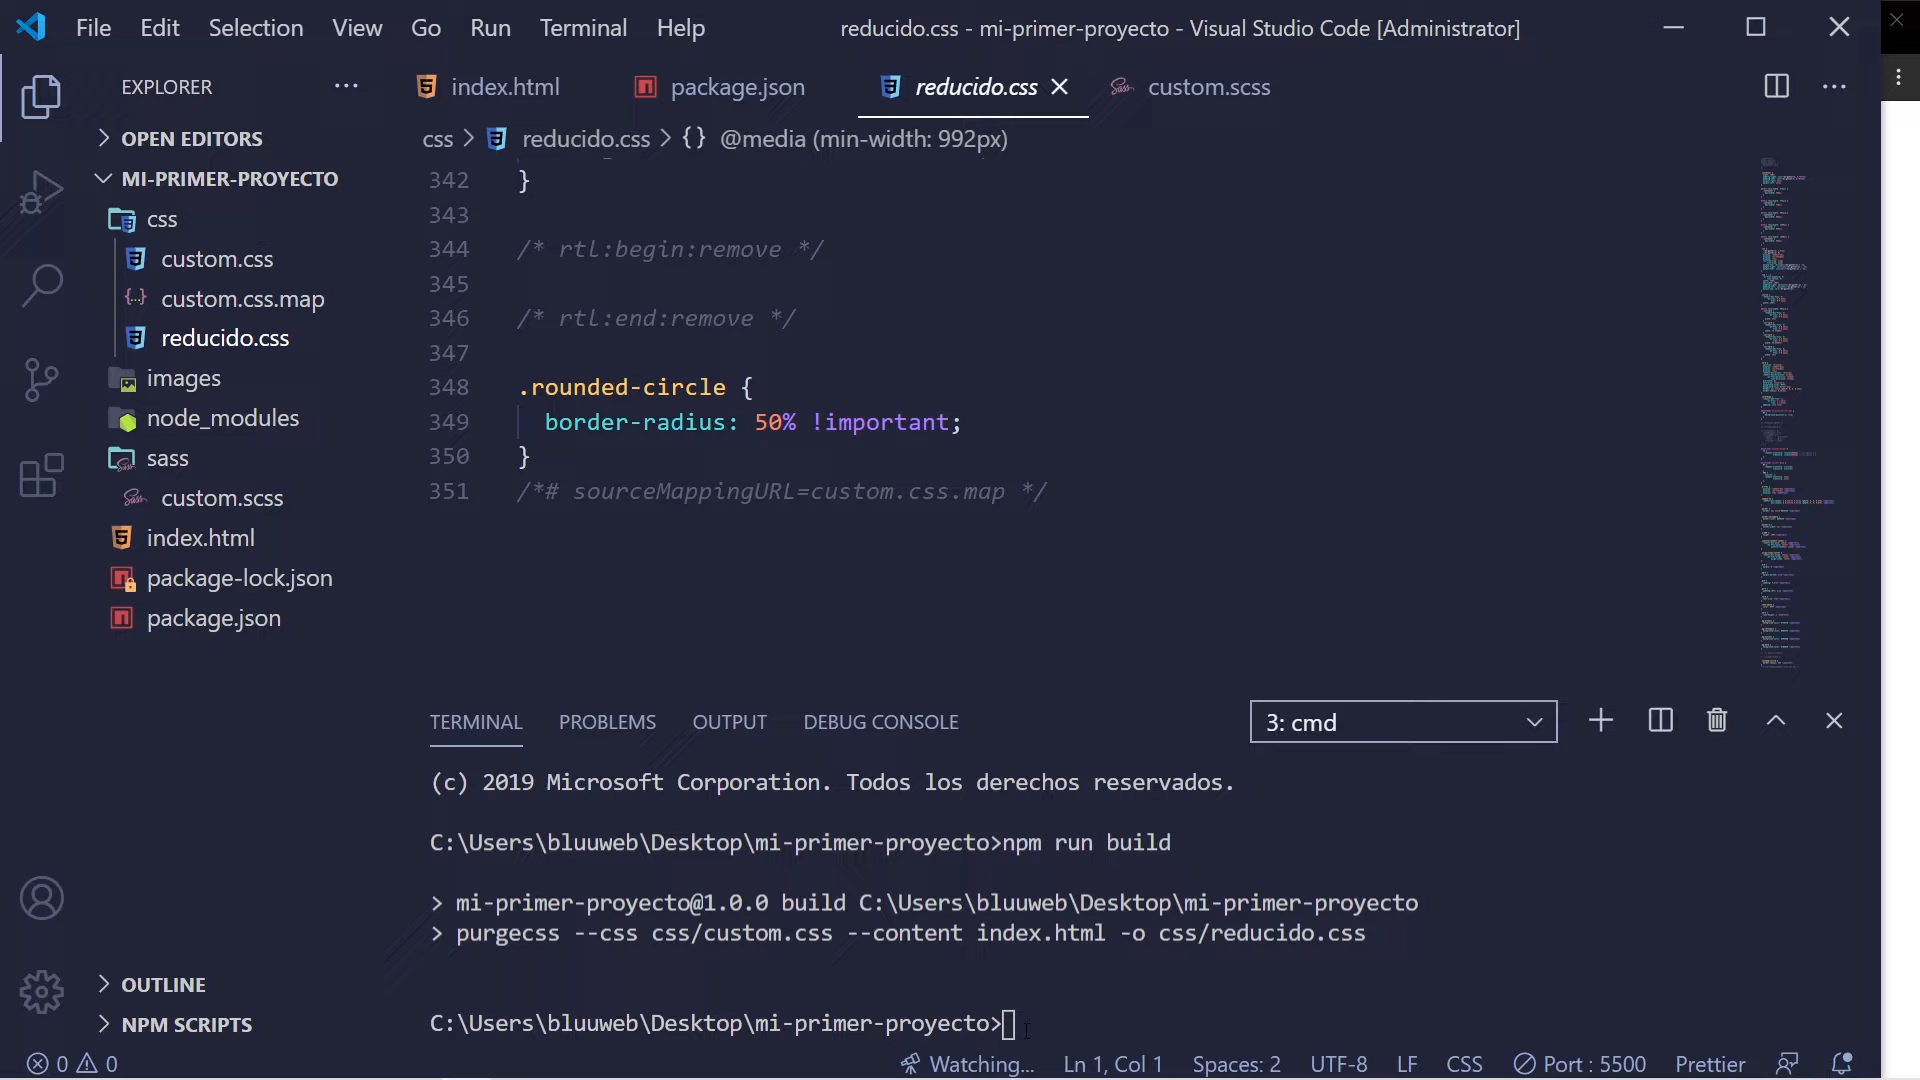 File Edit Selection View Go Run Terminal Help
reducido.css - mi-primer-proyecto - Visual Studio Code [Administrator]
EXPLORER
index.html
package.json
reducido.css
custom.scss
OPEN EDITORS
MI-PRIMER-PROYECTO
css
custom.css
custom.css.map
reducido.css
images
node_modules
sass
custom.scss
index.html
package-lock.json
package.json
OUTLINE
NPM SCRIPTS
css > reducido.css > {} @media (min-width: 992px)
342 }
343
344 /* rtl:begin:remove */
345
346 /* rtl:end:remove */
347
348 .rounded-circle {
349 border-radius: 50% !important;
350 }
351 /*# sourceMappingURL=custom.css.map */
TERMINAL PROBLEMS OUTPUT DEBUG CONSOLE
3: cmd
(c) 2019 Microsoft Corporation. Todos los derechos reservados.
C:\Users\bluuweb\Desktop\mi-primer-proyecto>npm run build
> mi-primer-proyecto@1.0.0 build C:\Users\bluuweb\Desktop\mi-primer-proyecto
> purgecss --css css/custom.css --content index.html -o css/reducido.css
C:\Users\bluuweb\Desktop\mi-primer-proyecto>
0 0 Watching... Ln 1, Col 1 Spaces: 2 UTF-8 LF CSS Port : 5500 Prettier